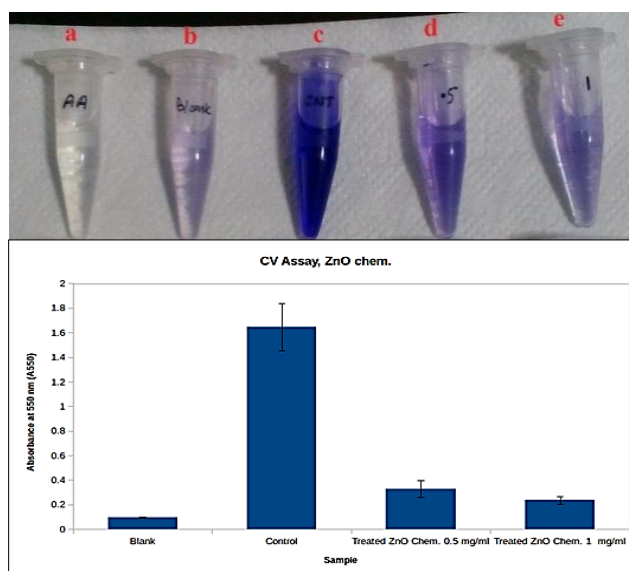 a b c d e
AA Blank CNT .5 1
CV Assay, ZnO chem.
2
1.8
1.6
1.4
1.2
1
0.8
0.6
0.4
0.2
0
Absorbance at 550 nm (A550)
Blank Control Treated ZnO Chem. 0.5 mg/ml Treated ZnO Chem. 1 mg/ml
Sample